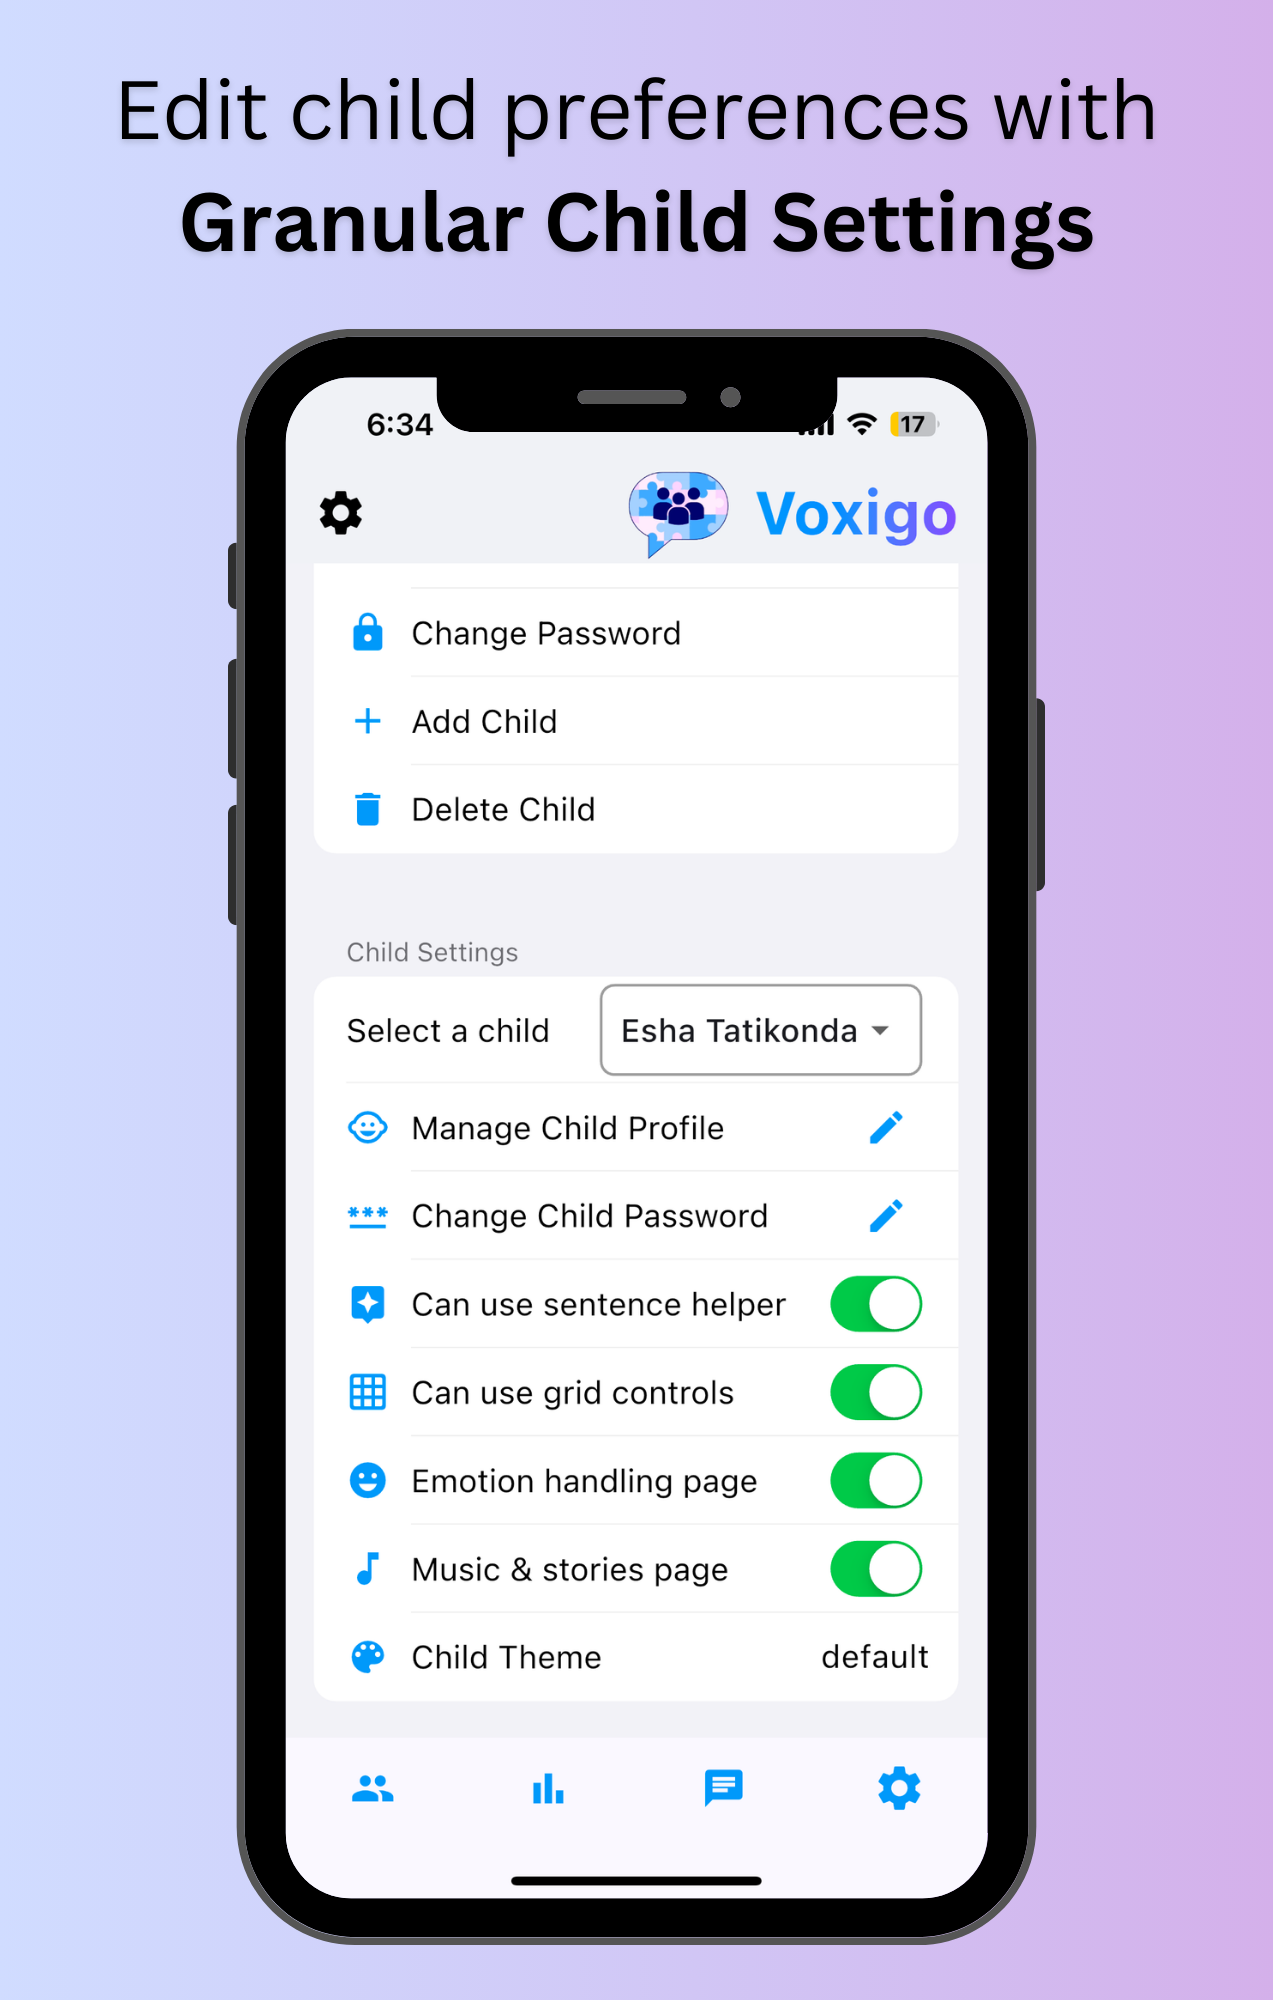 Edit child preferences with
Granular Child Settings
6:34
17
Voxigo
Change Password
Add Child
Delete Child
Child Settings
Select a child
Esha Tatikonda
Manage Child Profile
Change Child Password
Can use sentence helper
Can use grid controls
Emotion handling page
Music & stories page
Child Theme
default